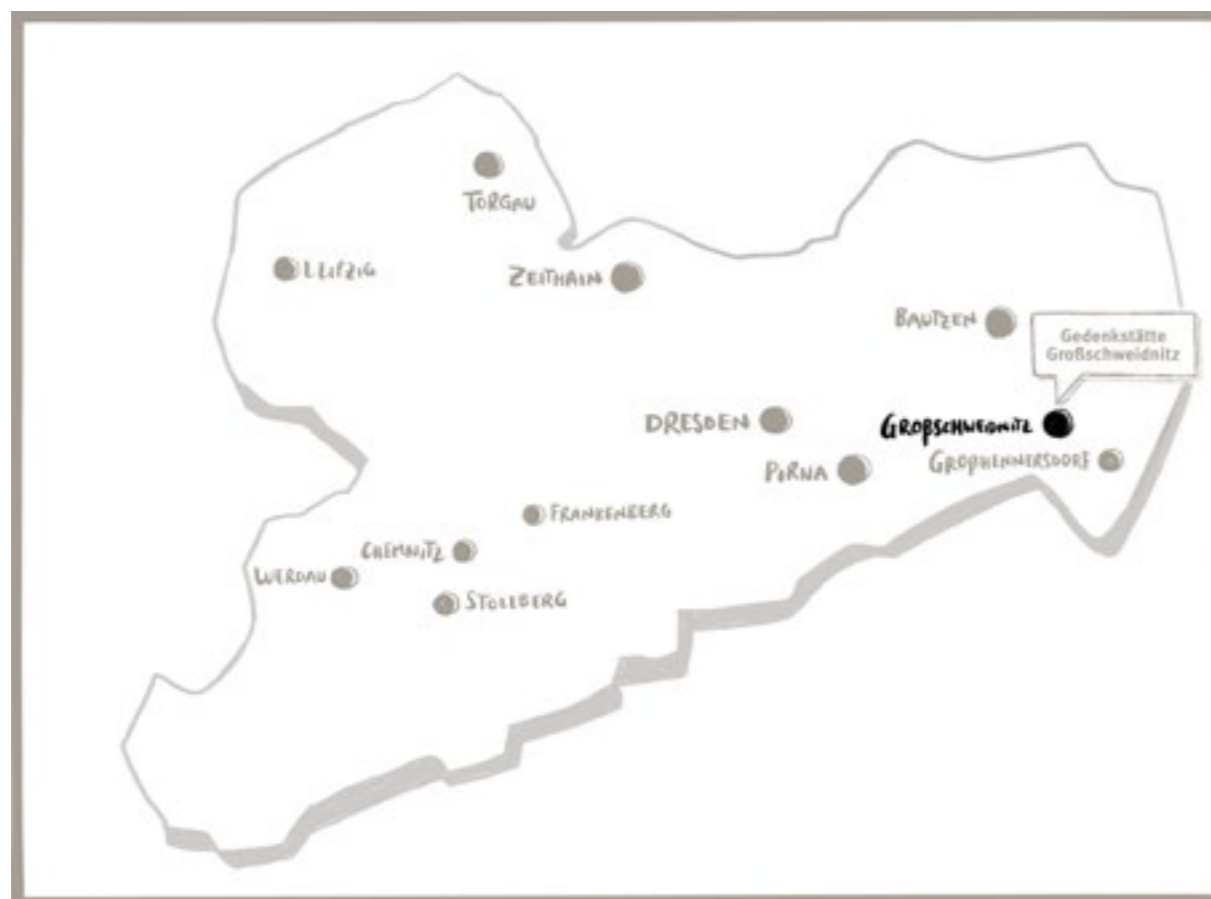 TORGAU
LEIPZIG
ZEITHAIN
BAUTZEN
Gedenkstätte
Großschweidnitz
DRESDEN
GROßSCHWEIDNITZ
PIRNA
GROßHENNERSDORF
FRANKENBERG
CHEMNITZ
WERDAU
STOLLBERG